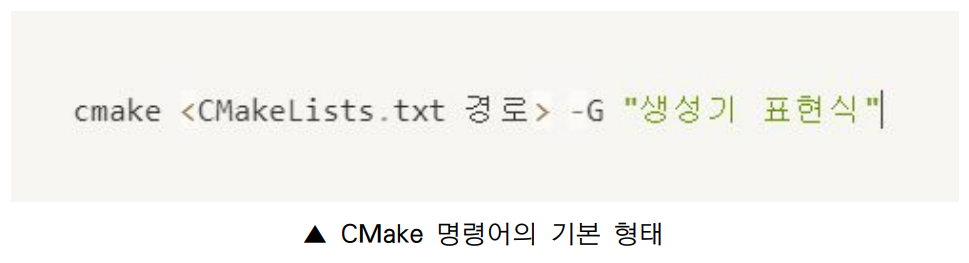 cmake <CMakeLists.txt 경로> -G "생성기 표현식"
▲ CMake 명령어의 기본 형태